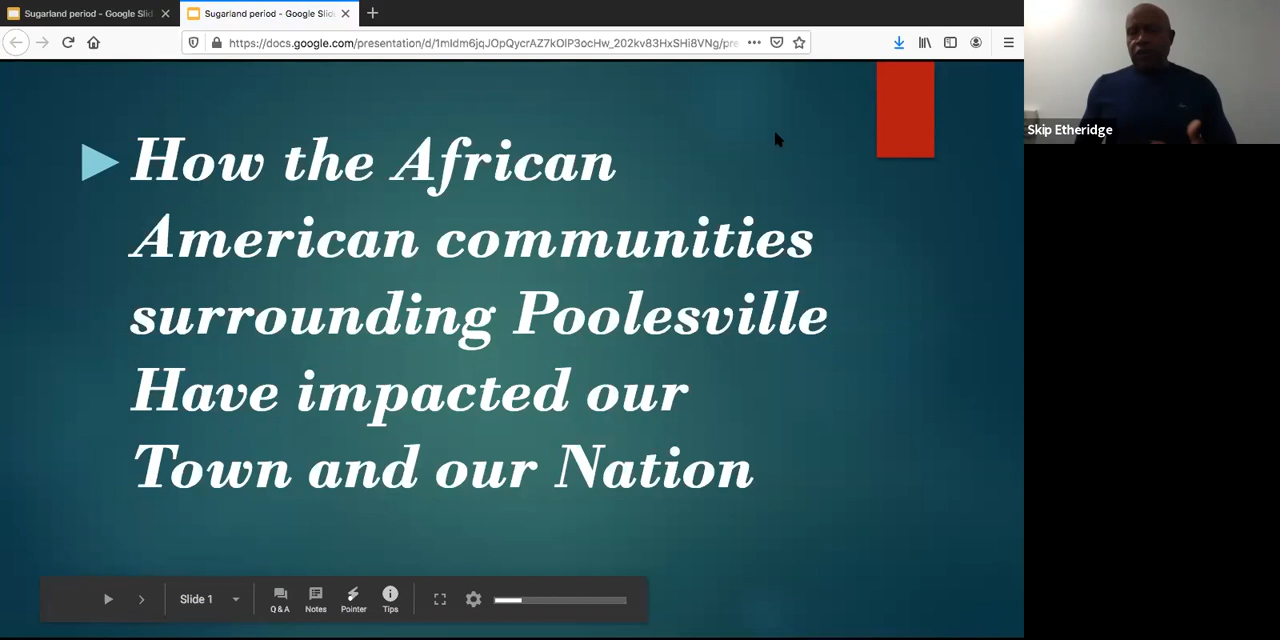 Sugarland period - Google Slid
Sugarland period - Google Slid
https://docs.google.com/presentation/d/1mIdm6jqJOpQycrAZ7kOlP3ocHw_202kv83HxSHi8VNg/pre
Skip Etheridge
How the African
American communities
surrounding Poolesville
Have impacted our
Town and our Nation
Slide 1
Q&A
Notes
Pointer
Tips